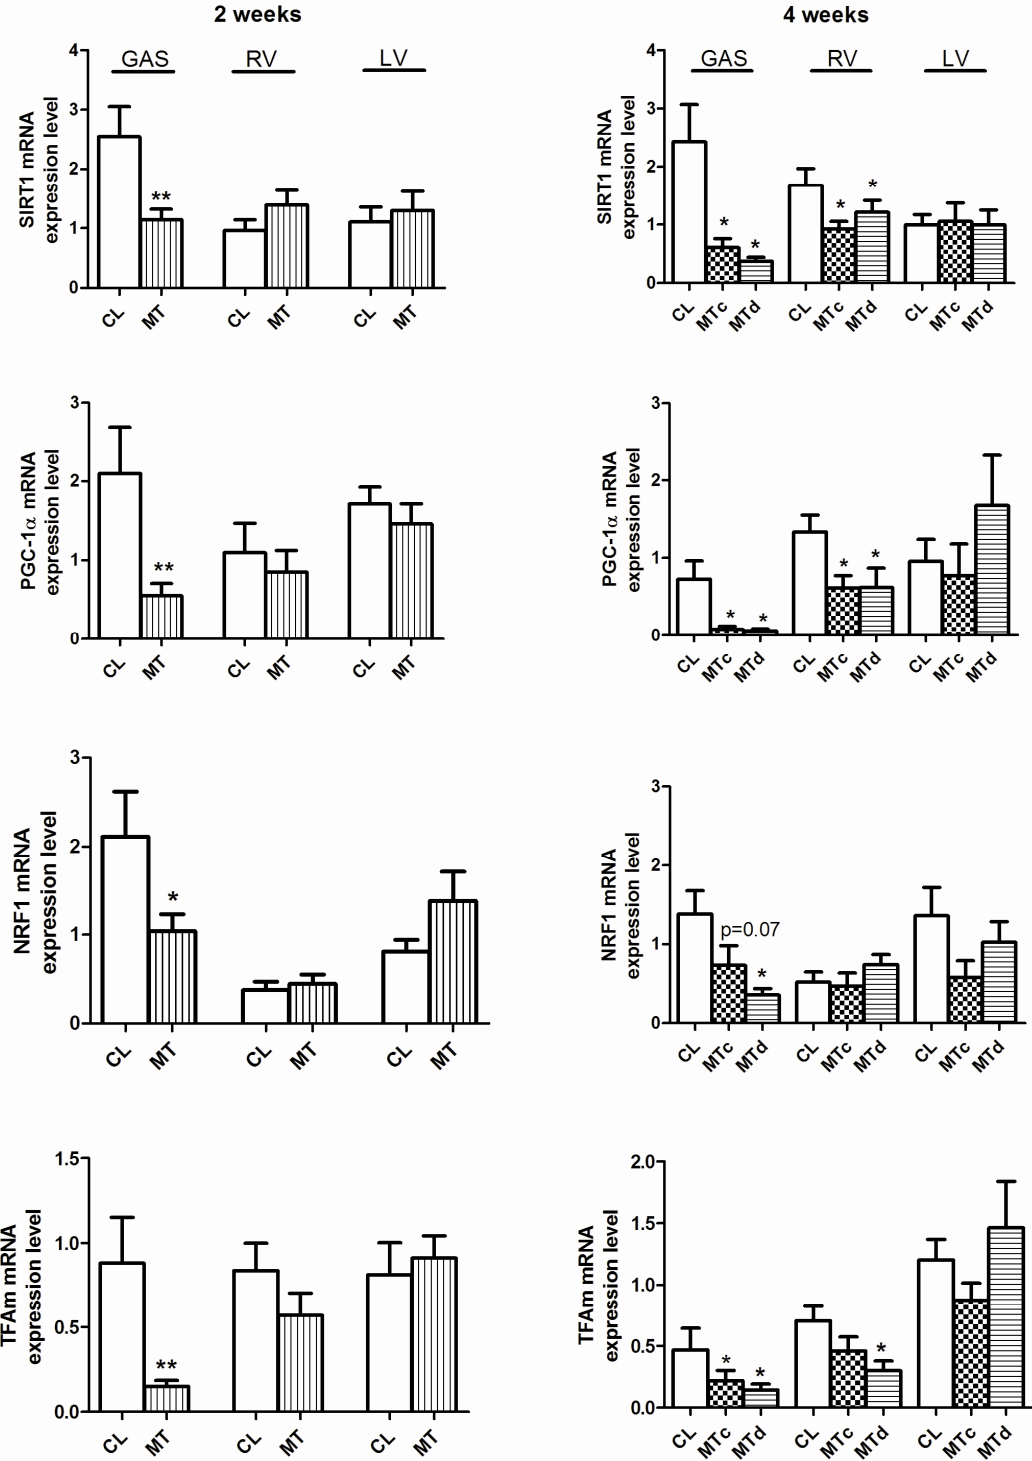 2 weeks
4 weeks
SIRT1 mRNA
expression level
4
3
2
1
0
GAS
RV
LV
**
CL
MT
CL
MT
CL
MT
SIRT1 mRNA
expression level
4
3
2
1
0
GAS
RV
LV
*
*
*
*
CL
MTc
MTd
CL
MTc
MTd
CL
MTc
MTd
PGC-1α mRNA
expression level
3
2
1
0
**
CL
MT
CL
MT
CL
MT
PGC-1α mRNA
expression level
3
2
1
0
*
*
*
*
CL
MTc
MTd
CL
MTc
MTd
CL
MTc
MTd
NRF1 mRNA
expression level
3
2
1
0
*
CL
MT
CL
MT
CL
MT
NRF1 mRNA
expression level
3
2
1
0
p=0.07
*
CL
MTc
MTd
CL
MTc
MTd
CL
MTc
MTd
TFAm mRNA
expression level
1.5
1.0
0.5
0.0
**
CL
MT
CL
MT
CL
MT
TFAm mRNA
expression level
2.0
1.5
1.0
0.5
0.0
*
*
*
CL
MTc
MTd
CL
MTc
MTd
CL
MTc
MTd